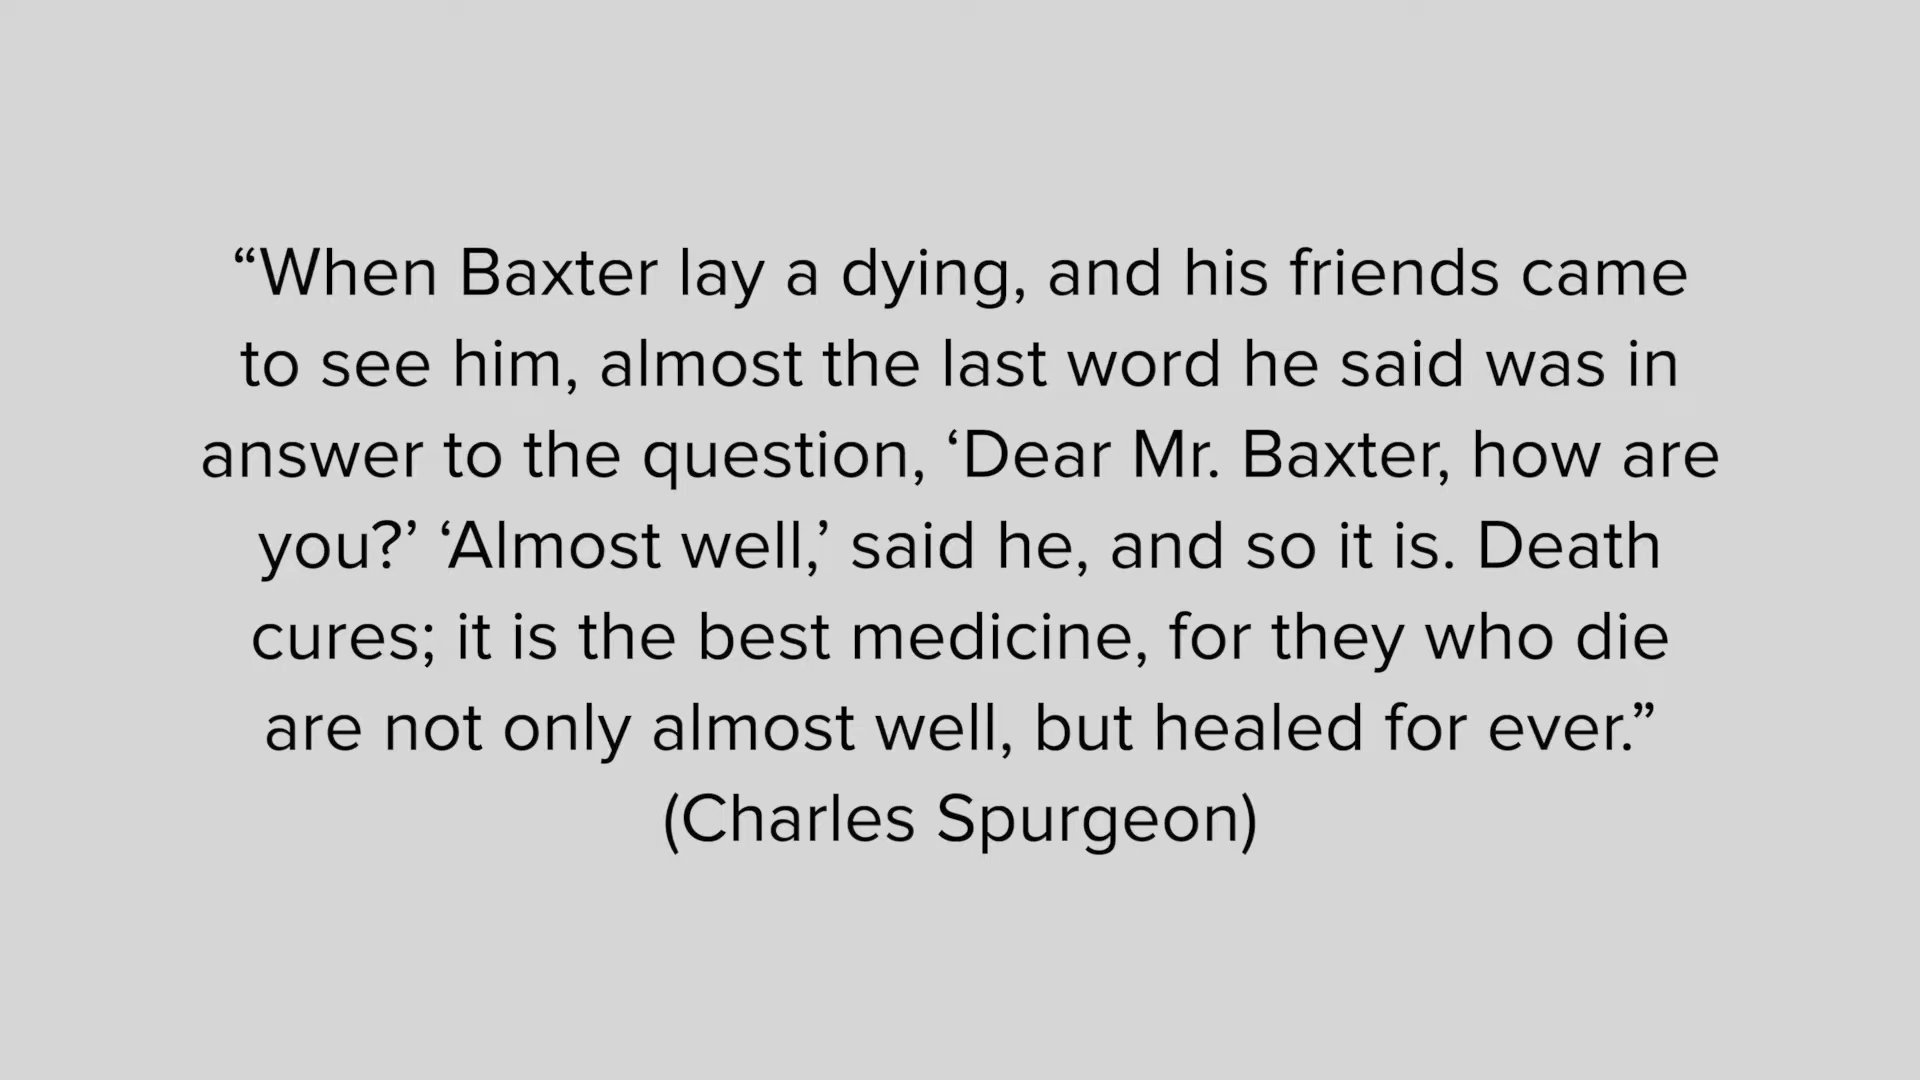 “When Baxter lay a dying, and his friends came
to see him, almost the last word he said was in
answer to the question, ‘Dear Mr. Baxter, how are
you?’ ‘Almost well,’ said he, and so it is. Death
cures; it is the best medicine, for they who die
are not only almost well, but healed for ever.”
(Charles Spurgeon)